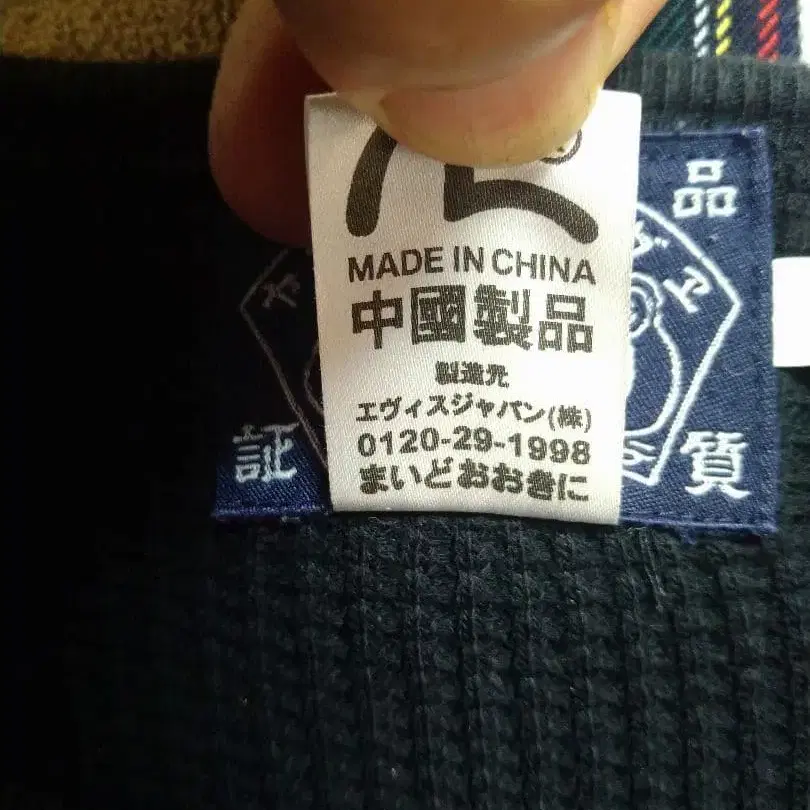 MADE IN CHINA
中國製品
製造元
エヴィスジャパン(株)
0120-29-1998
まいどおおきに
品
質
証